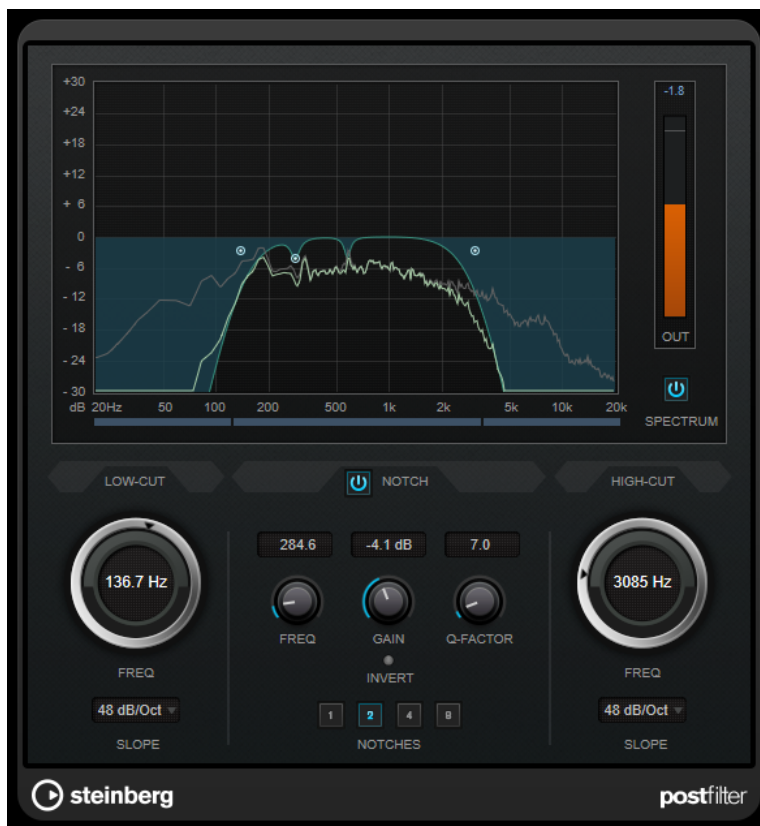 +30
-1.8
+24
+18
+12
+ 6
0
- 6
- 12
- 18
- 24
OUT
- 30
dB 20Hz 50 100 200 500 1k 2k 5k 10k 20k
SPECTRUM
LOW-CUT NOTCH HIGH-CUT
284.6 -4.1 dB 7.0
136.7 Hz 3085 Hz
FREQ GAIN Q-FACTOR
FREQ INVERT FREQ
48 dB/Oct 1 2 4 8 48 dB/Oct
SLOPE NOTCHES SLOPE
steinberg postfilter